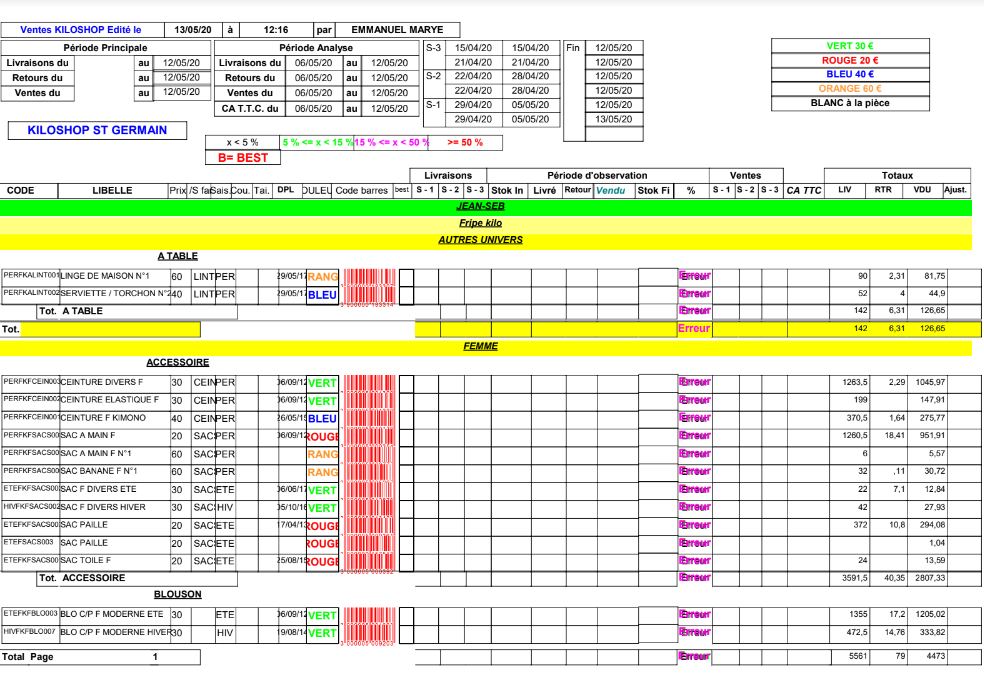 Ventes KILOSHOP Edité le 13/05/20 à 12:16 par EMMANUEL MARYE
Période Principale Période Analyse S-3 15/04/20 15/04/20 Fin 12/05/20 VERT 30 €
Livraisons du au 12/05/20 Livraisons du 06/05/20 au 12/05/20 21/04/20 21/04/20 12/05/20 ROUGE 20 €
Retours du au 12/05/20 Retours du 06/05/20 au 12/05/20 S-2 22/04/20 28/04/20 12/05/20 BLEU 40 €
Ventes du au 12/05/20 Ventes du 06/05/20 au 12/05/20 22/04/20 28/04/20 12/05/20 ORANGE 60 €
CA T.T.C. du 06/05/20 au 12/05/20 S-1 29/04/20 05/05/20 12/05/20 BLANC à la pièce
29/04/20 05/05/20 13/05/20
KILOSHOP ST GERMAIN
x < 5 % 5 % <= x < 15 % 15 % <= x < 50 % >= 50 %
B= BEST
Livraisons Période d'observation Ventes Totaux
CODE LIBELLE Prix /S fa Sais. Cou. Tai. DPL OULEU Code barres best S - 1 S - 2 S - 3 Stok In Livré Retour Vendu Stok Fi % S - 1 S - 2 S - 3 CA TTC LIV RTR VDU Ajust.
JEAN-SEB
Fripe kilo
AUTRES UNIVERS
A TABLE
PERFKALINT001 LINGE DE MAISON N°1 60 LINT PER 29/05/17 RANG Erreur 90 2,31 81,75
PERFKALINT002 SERVIETTE / TORCHON N°2 40 LINT PER 29/05/17 BLEU Erreur 52 4 44,9
Tot. A TABLE Erreur 142 6,31 126,65
Tot. Erreur 142 6,31 126,65
FEMME
ACCESSOIRE
PERFKFCEIN003 CEINTURE DIVERS F 30 CEIN PER 06/09/12 VERT Erreur 1263,5 2,29 1045,97
PERFKFCEIN002 CEINTURE ELASTIQUE F 30 CEIN PER 06/09/12 VERT Erreur 199 147,91
PERFKFCEIN001 CEINTURE F KIMONO 40 CEIN PER 26/05/15 BLEU Erreur 370,5 1,64 275,77
PERFKFSACS00 SAC A MAIN F 20 SAC PER 06/09/12 ROUGE Erreur 1260,5 18,41 951,91
PERFKFSACS00 SAC A MAIN F N°1 60 SAC PER RANG Erreur 6 5,57
PERFKFSACS00 SAC BANANE F N°1 60 SAC PER RANG Erreur 32 ,11 30,72
ETEFKFSACS00 SAC F DIVERS ETE 30 SAC ETE 06/06/17 VERT Erreur 22 7,1 12,84
HIVFKFSACS002 SAC F DIVERS HIVER 30 SAC HIV 05/10/16 VERT Erreur 42 27,93
ETEFKFSACS00 SAC PAILLE 20 SAC ETE 17/04/13 ROUGE Erreur 372 10,8 294,08
ETEFSACS003 SAC PAILLE 20 SAC ETE ROUGE Erreur 1,04
ETEFKFSACS00 SAC TOILE F 20 SAC ETE 25/08/15 ROUGE Erreur 24 13,59
Tot. ACCESSOIRE Erreur 3591,5 40,35 2807,33
BLOUSON
ETEFKFBLO003 BLO C/P F MODERNE ETE 30 ETE 06/09/12 VERT Erreur 1355 17,2 1205,02
HIVFKFBLO007 BLO C/P F MODERNE HIVER 30 HIV 19/08/14 VERT Erreur 472,5 14,76 333,82
Total Page 1 Erreur 5561 79 4473